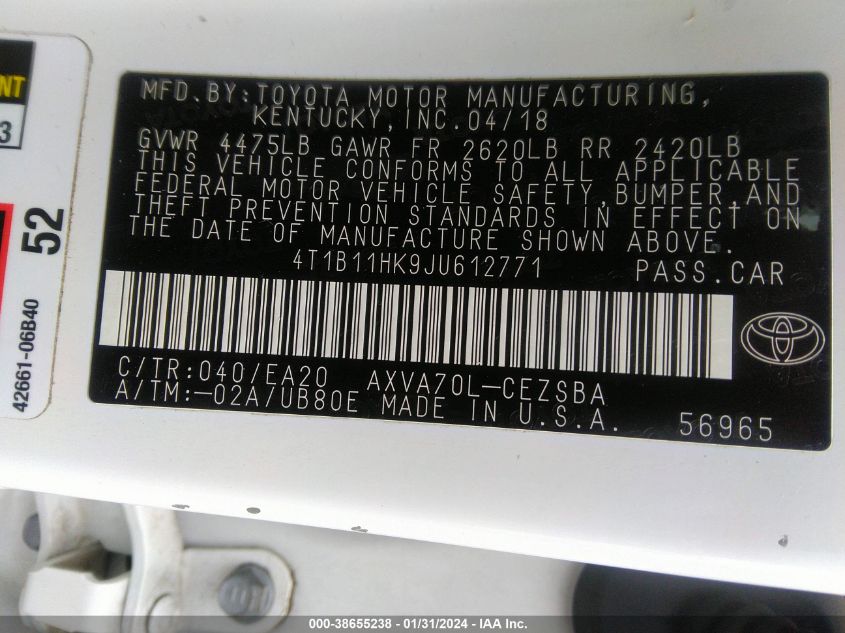 MFD.BY:TOYOTA MOTOR MANUFACTURING,
KENTUCKY,INC.04/18
GVWR 4475LB GAWR FR 2620LB RR 2420LB
THIS VEHICLE CONFORMS TO ALL APPLICABLE
FEDERAL MOTOR VEHICLE SAFETY,BUMPER,AND
THEFT PREVENTION STANDARDS IN EFFECT ON
THE DATE OF MANUFACTURE SHOWN ABOVE.
4T1B11HK9JU612771 PASS.CAR
C/TR:040/EA20 AXVA70L-CEZSBA
A/TM:-02A/UB80E MADE IN U.S.A. 56965
NT
3
52
42661-06B40
000-38655238 - 01/31/2024 - IAA Inc.